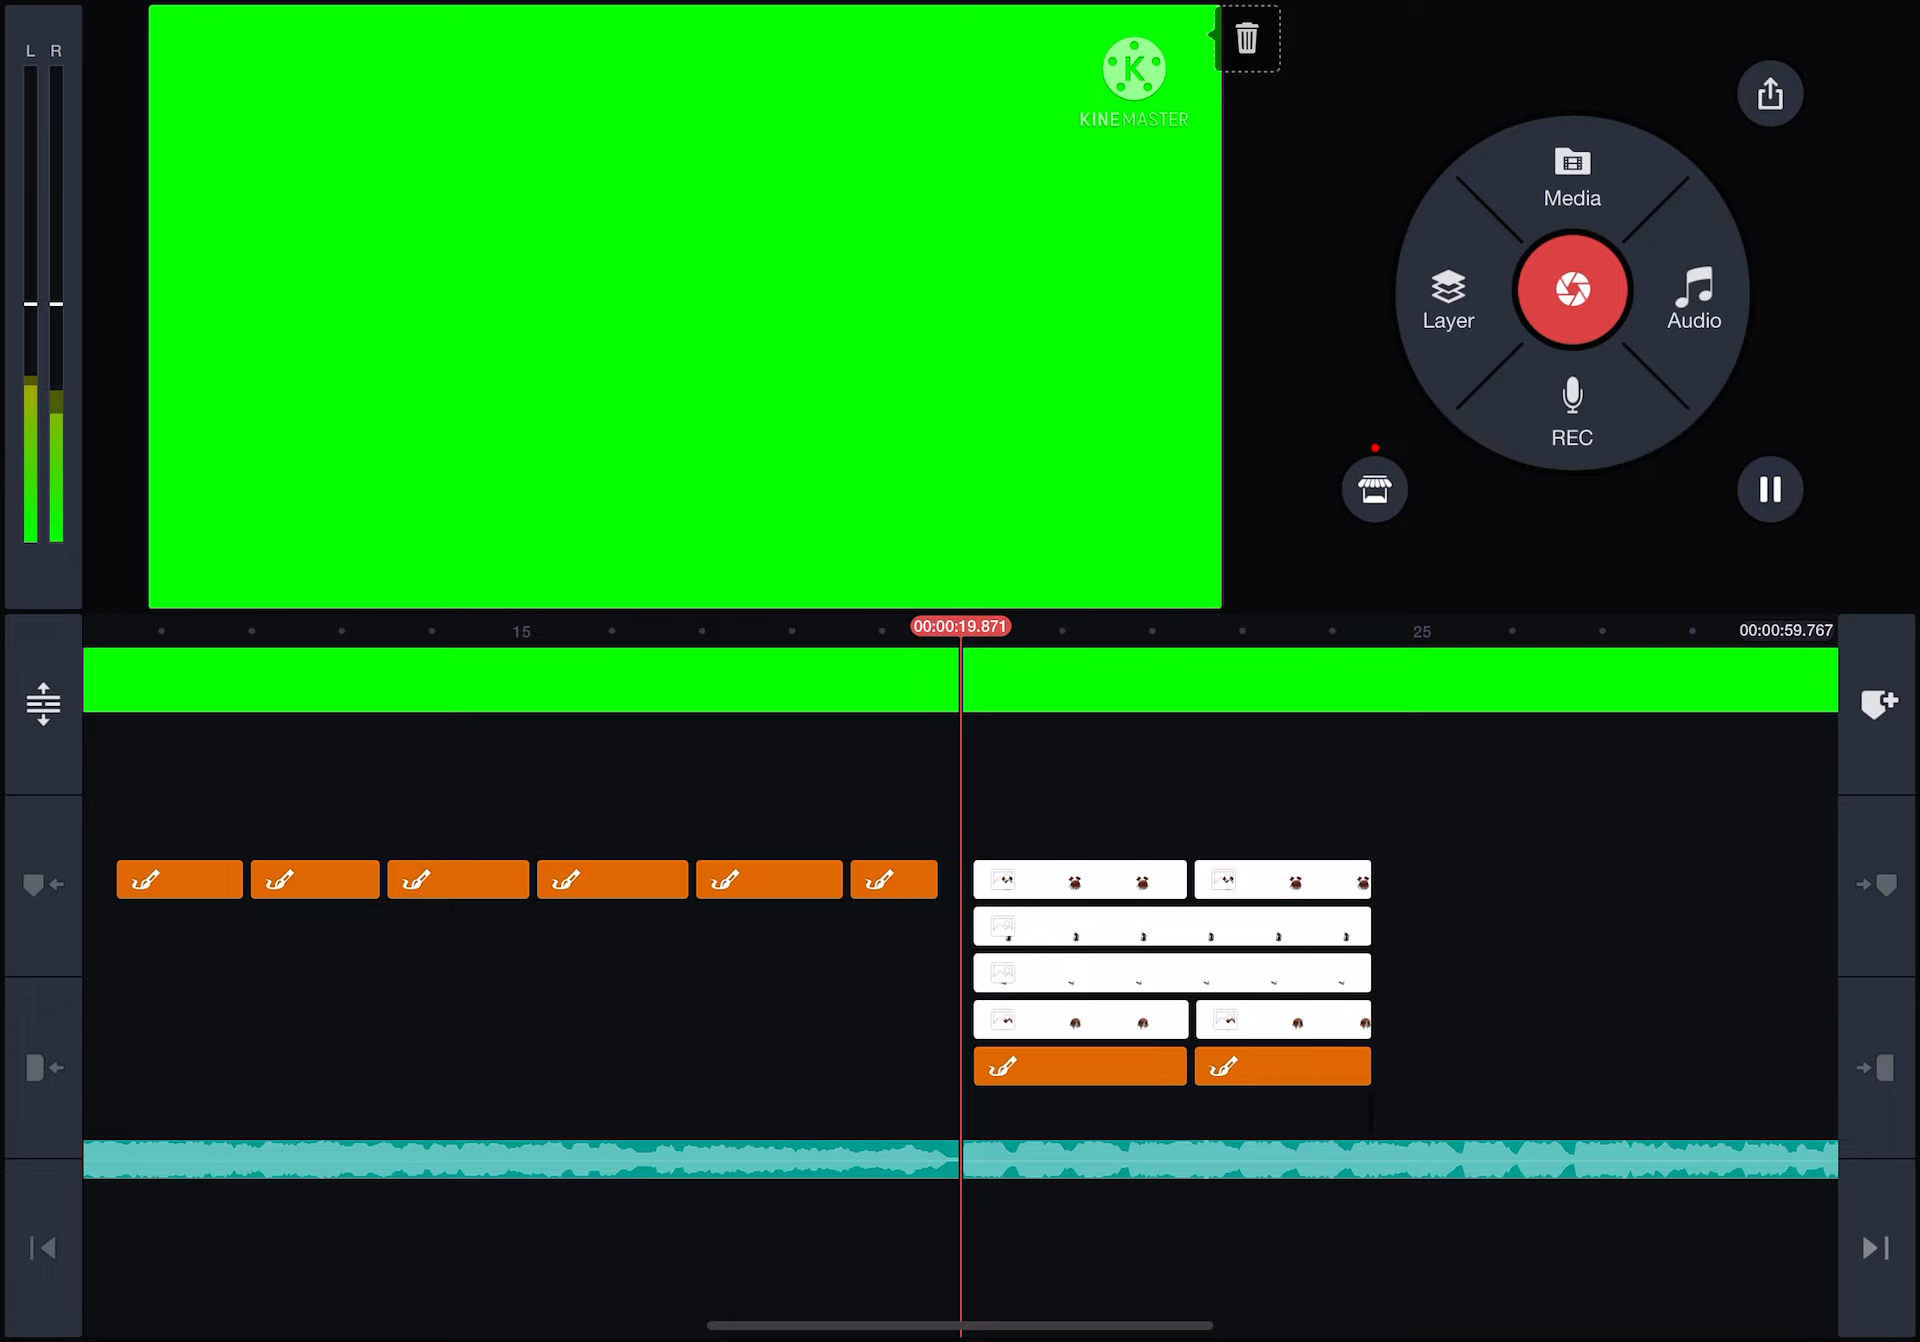 L R
K
KINEMASTER
Media
Layer
Audio
REC
15
00:00:19.871
25
00:00:59.767